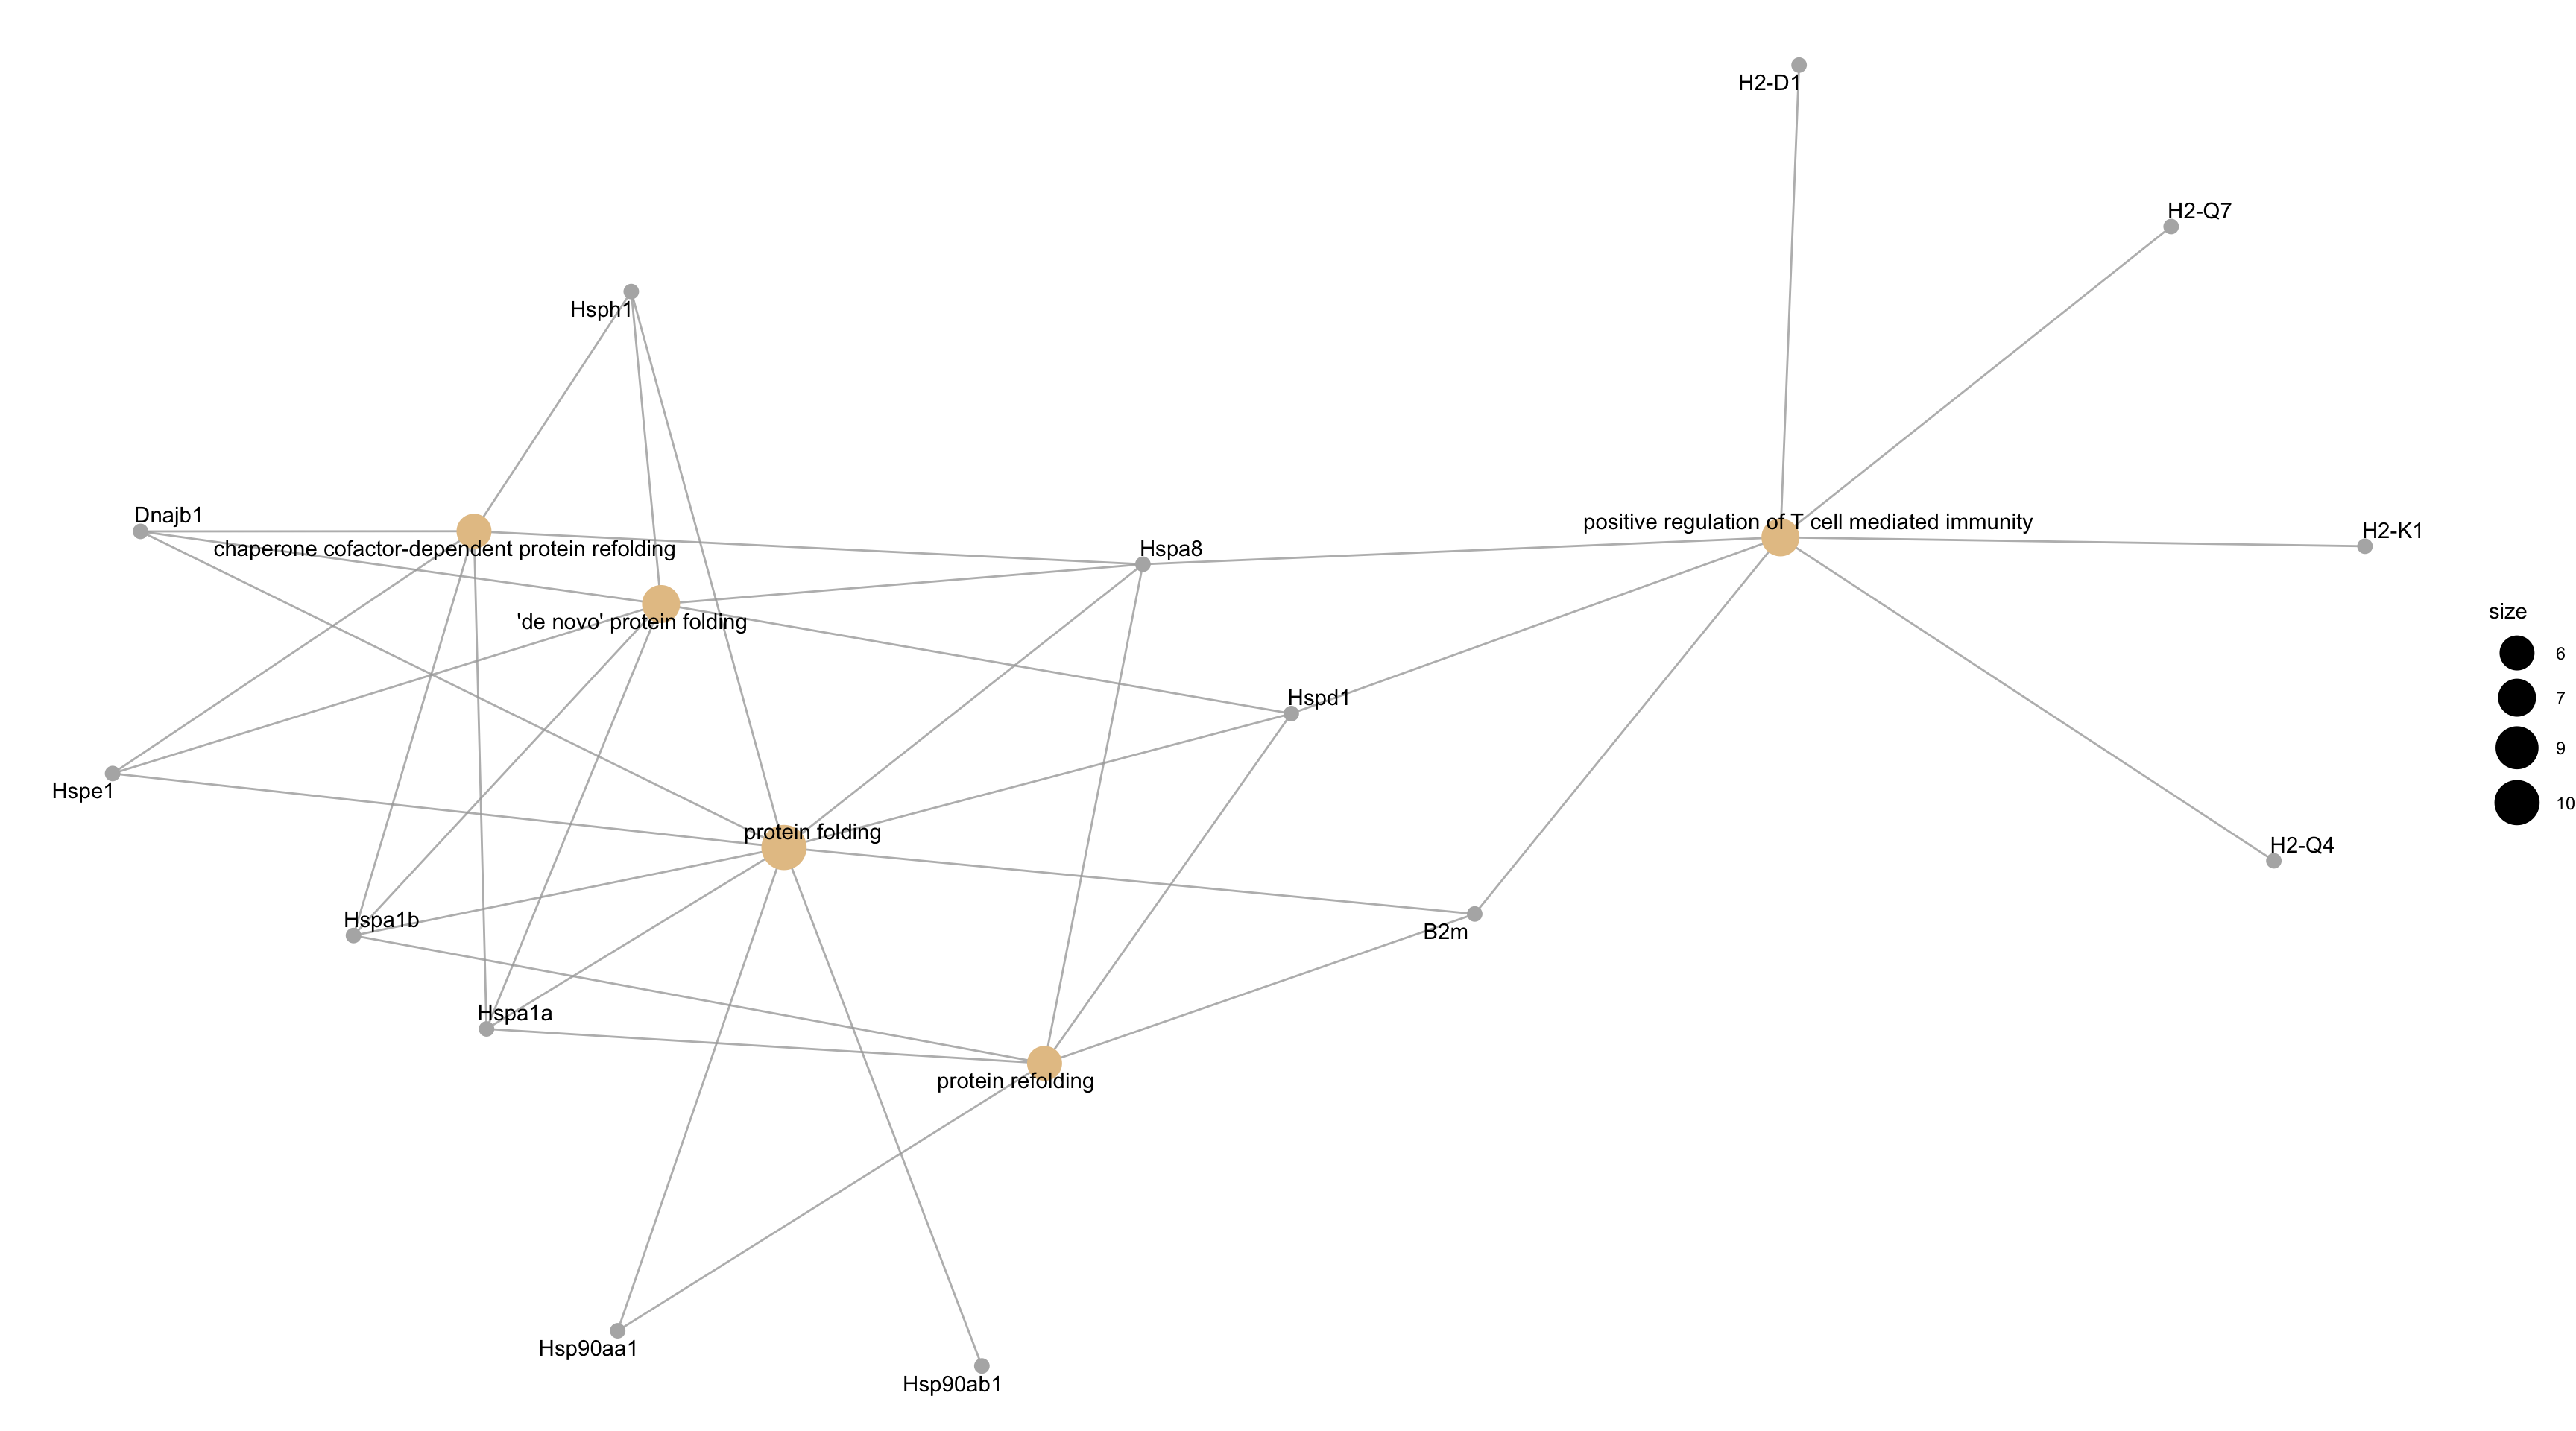 H2-D1
H2-Q7
Hsph1
Dnajb1
positive regulation of T cell mediated immunity
H2-K1
chaperone cofactor-dependent protein refolding
Hspa8
'de novo' protein folding
size
6
7
9
10
Hspd1
Hspe1
protein folding
H2-Q4
Hspa1b
B2m
Hspa1a
protein refolding
Hsp90aa1
Hsp90ab1